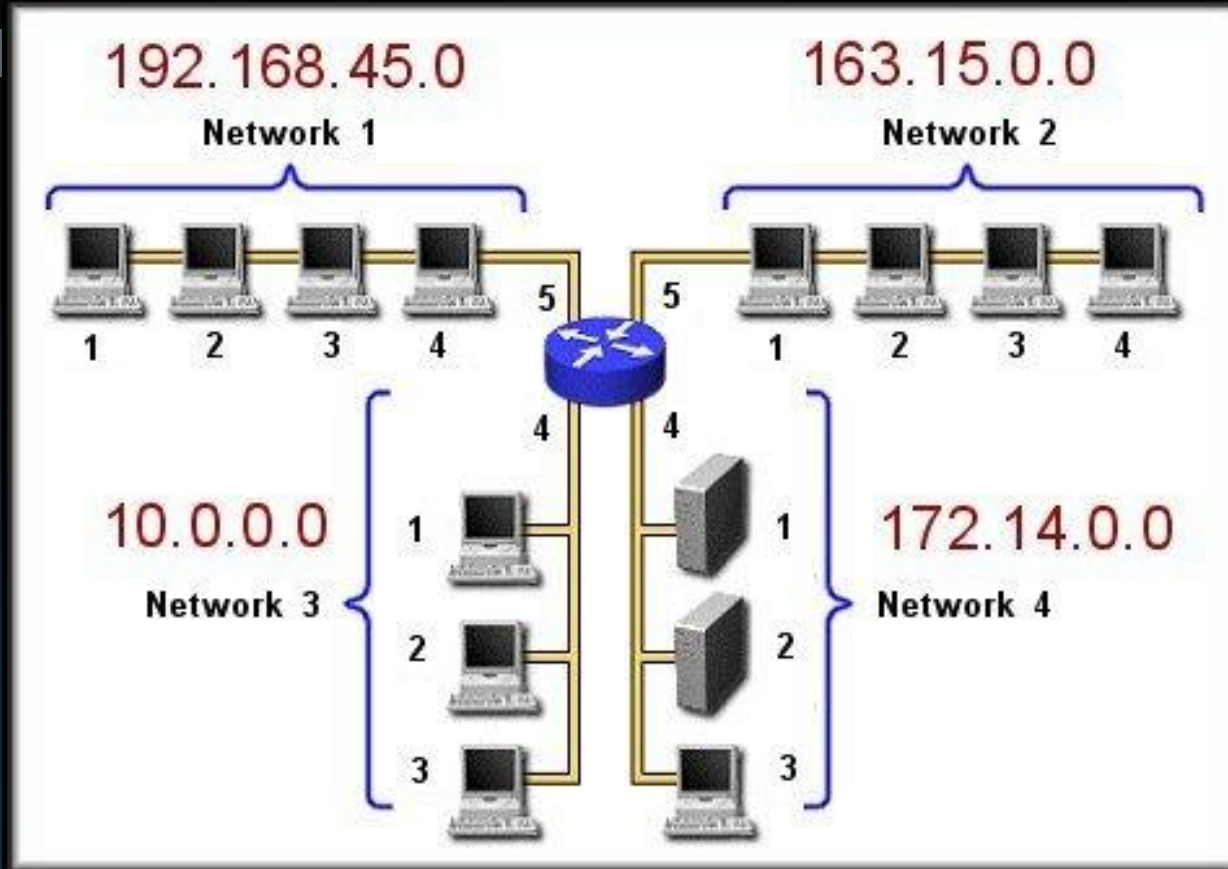 192.168.45.0
Network 1
163.15.0.0
Network 2
1 2 3 4
5 5
1 2 3 4
4 4
10.0.0.0
Network 3
1
2
3
1
2
3
172.14.0.0
Network 4